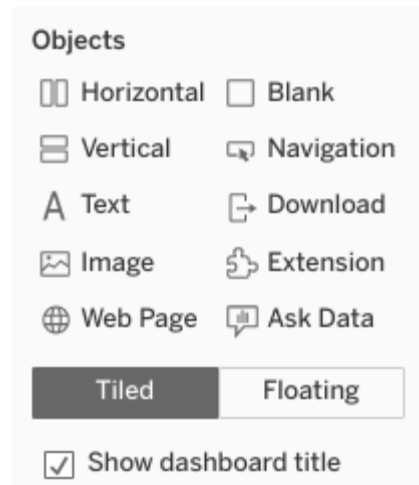 Objects
Horizontal Blank
Vertical Navigation
Text Download
Image Extension
Web Page Ask Data
Tiled Floating
Show dashboard title